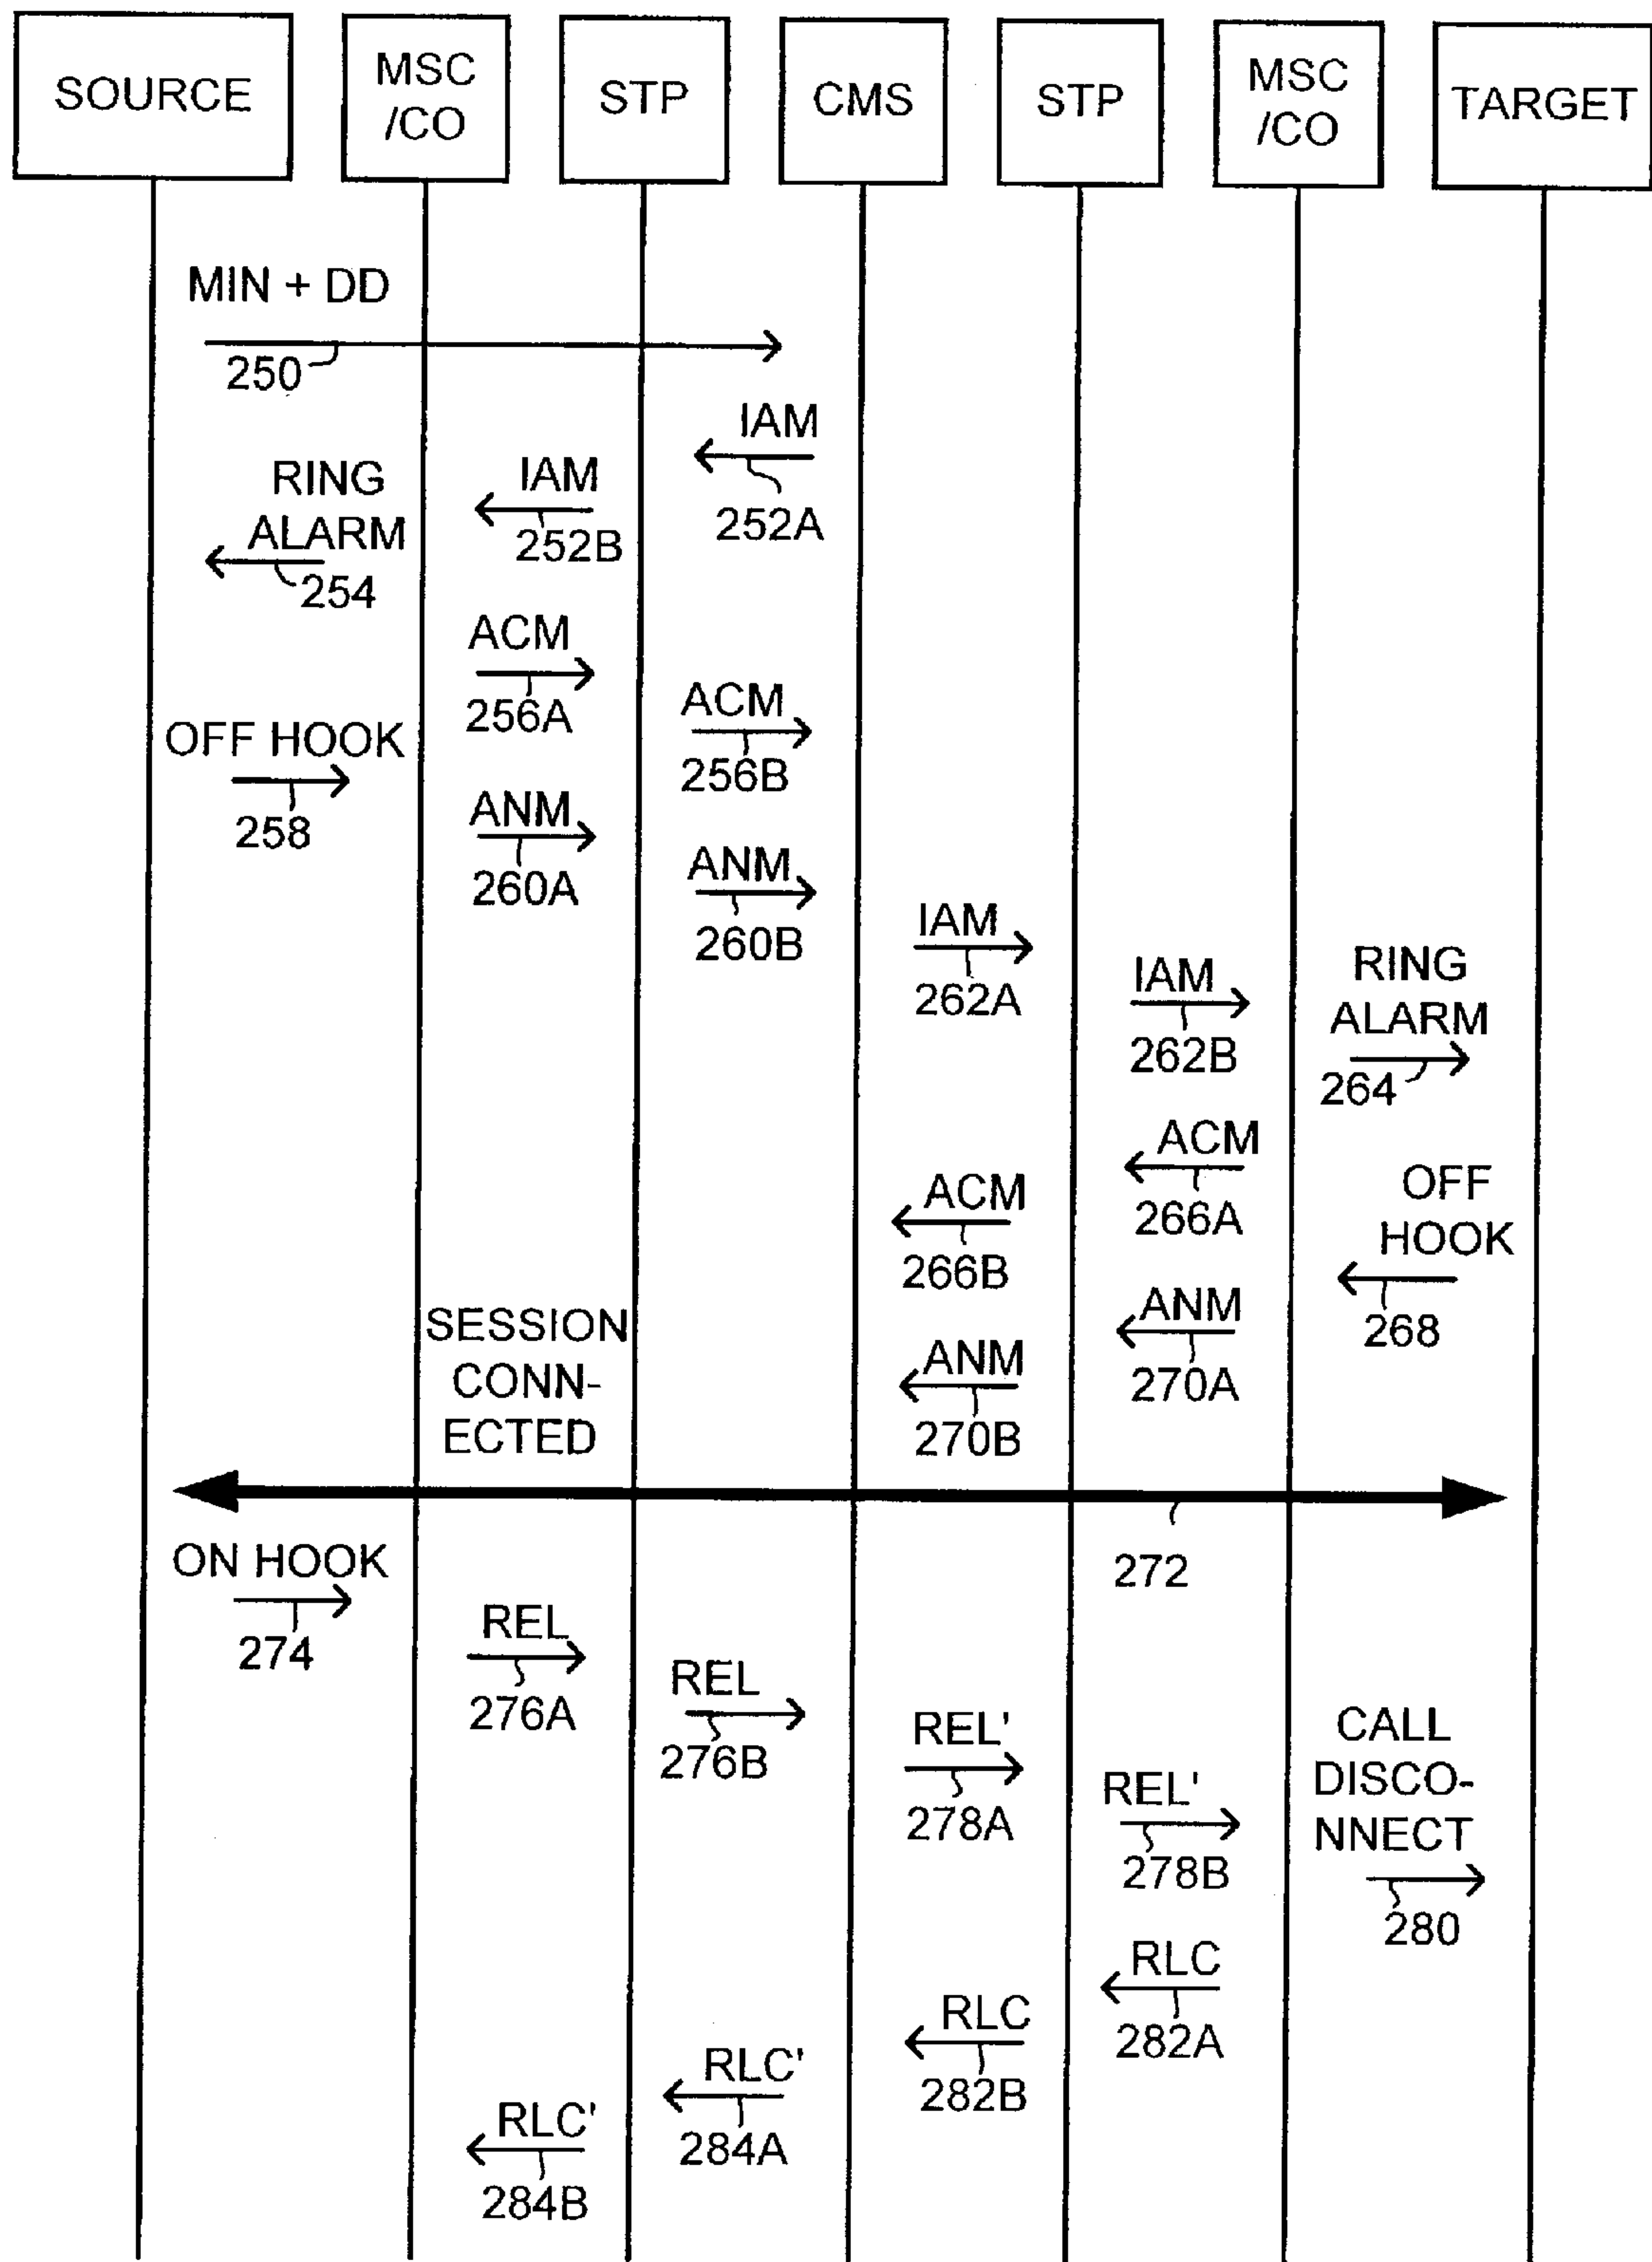 SOURCE
MSC
/CO
STP
CMS
STP
MSC
/CO
TARGET
MIN + DD
250
IAM
252A
IAM
252B
RING
ALARM
254
ACM
256A
ACM
256B
OFF HOOK
258
ANM
260A
ANM
260B
IAM
262A
IAM
262B
RING
ALARM
264
ACM
266A
ACM
266B
OFF
HOOK
268
ANM
270A
ANM
270B
SESSION
CONN-
ECTED
272
ON HOOK
274
REL
276A
REL
276B
REL'
278A
REL'
278B
CALL
DISCO-
NNECT
280
RLC
282A
RLC
282B
RLC'
284A
RLC'
284B